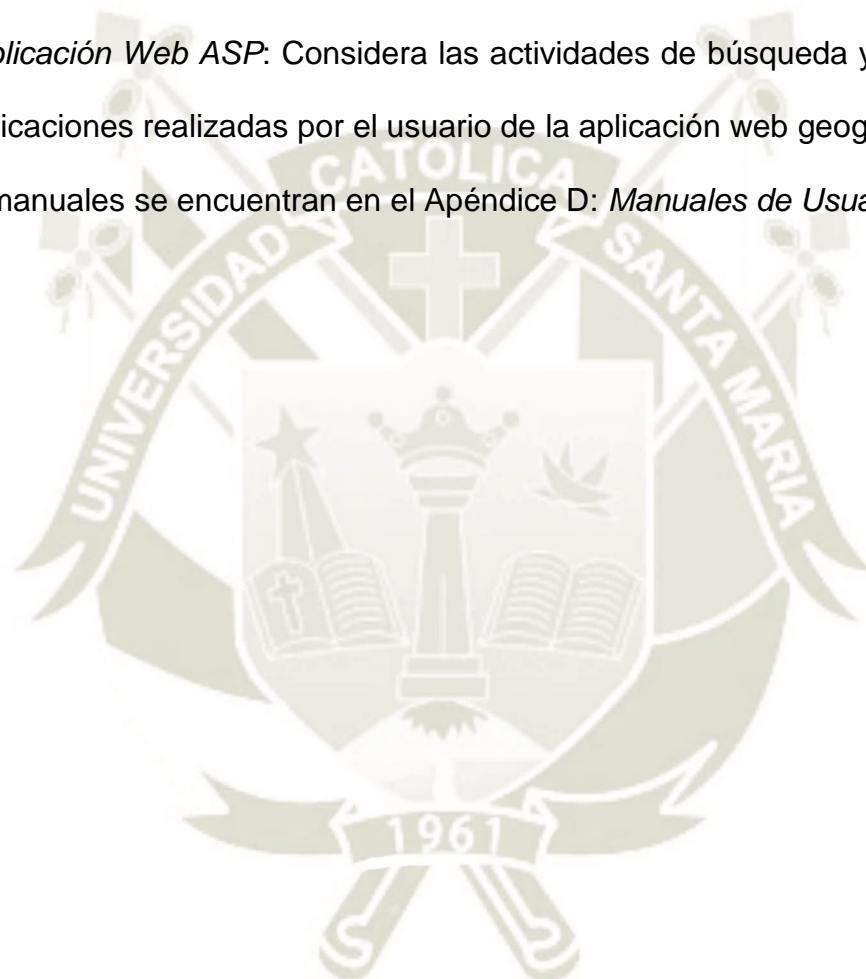 plicación Web ASP: Considera las actividades de búsqueda y
icaciones realizadas por el usuario de la aplicación web geog
manuales se encuentran en el Apéndice D: Manuales de Usua
CATOLICA
UNIVERSIDAD
SANTA MARIA
1961